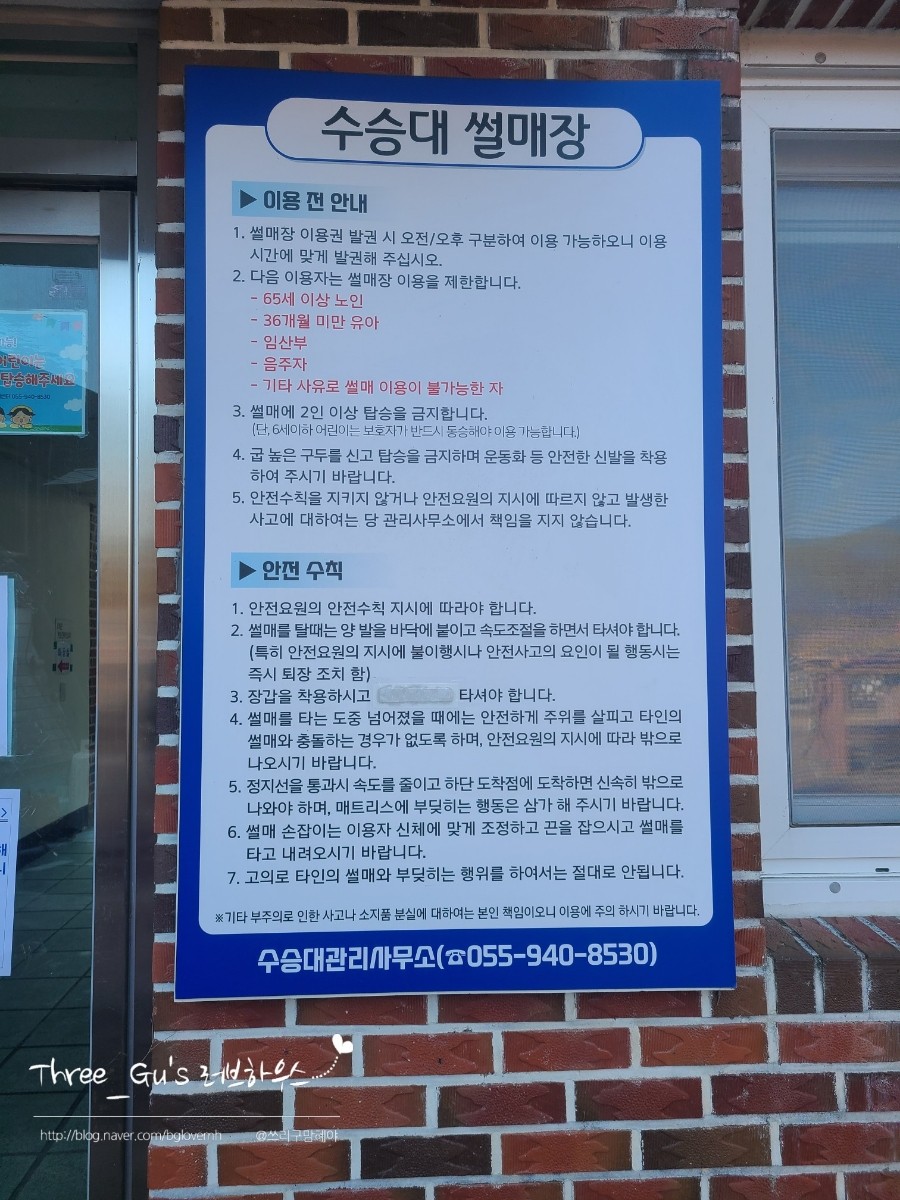 수승대 썰매장
▶ 이용 전 안내
1. 썰매장 이용권 발권 시 오전/오후 구분하여 이용 가능하오니 이용
시간에 맞게 발권해 주십시오.
2. 다음 이용자는 썰매장 이용을 제한합니다.
- 65세 이상 노인
- 36개월 미만 유아
- 임산부
- 음주자
- 기타 사유로 썰매 이용이 불가능한 자
3. 썰매에 2인 이상 탑승을 금지합니다.
(단, 6세이하 어린이는 보호자가 반드시 동승해야 이용 가능합니다.)
4. 굽 높은 구두를 신고 탑승을 금지하며 운동화 등 안전한 신발을 착용
하여 주시기 바랍니다.
5. 안전수칙을 지키지 않거나 안전요원의 지시에 따르지 않고 발생한
사고에 대하여는 당 관리사무소에서 책임을 지지 않습니다.
▶ 안전 수칙
1. 안전요원의 안전수칙 지시에 따라야 합니다.
2. 썰매를 탈때는 양 발을 바닥에 붙이고 속도조절을 하면서 타셔야 합니다.
(특히 안전요원의 지시에 불이행시나 안전사고의 요인이 될 행동시는
즉시 퇴장 조치 함)
3. 장갑을 착용하시고 타셔야 합니다.
4. 썰매를 타는 도중 넘어졌을 때에는 안전하게 주위를 살피고 타인의
썰매와 충돌하는 경우가 없도록 하며, 안전요원의 지시에 따라 밖으로
나오시기 바랍니다.
5. 정지선을 통과시 속도를 줄이고 하단 도착점에 도착하면 신속히 밖으로
나와야 하며, 매트리스에 부딪히는 행동은 삼가 해 주시기 바랍니다.
6. 썰매 손잡이는 이용자 신체에 맞게 조정하고 끈을 잡으시고 썰매를
타고 내려오시기 바랍니다.
7. 고의로 타인의 썰매와 부딪히는 행위를 하여서는 절대로 안됩니다.
※기타 부주의로 인한 사고나 소지품 분실에 대하여는 본인 책임이오니 이용에 주의 하시기 바랍니다.
수승대관리사무소(☎055-940-8530)
탑승해주세요
055-940-8530
Three_Gu's 러브하우스
http://blog.naver.com/bglovemh @쏘리구망혜야